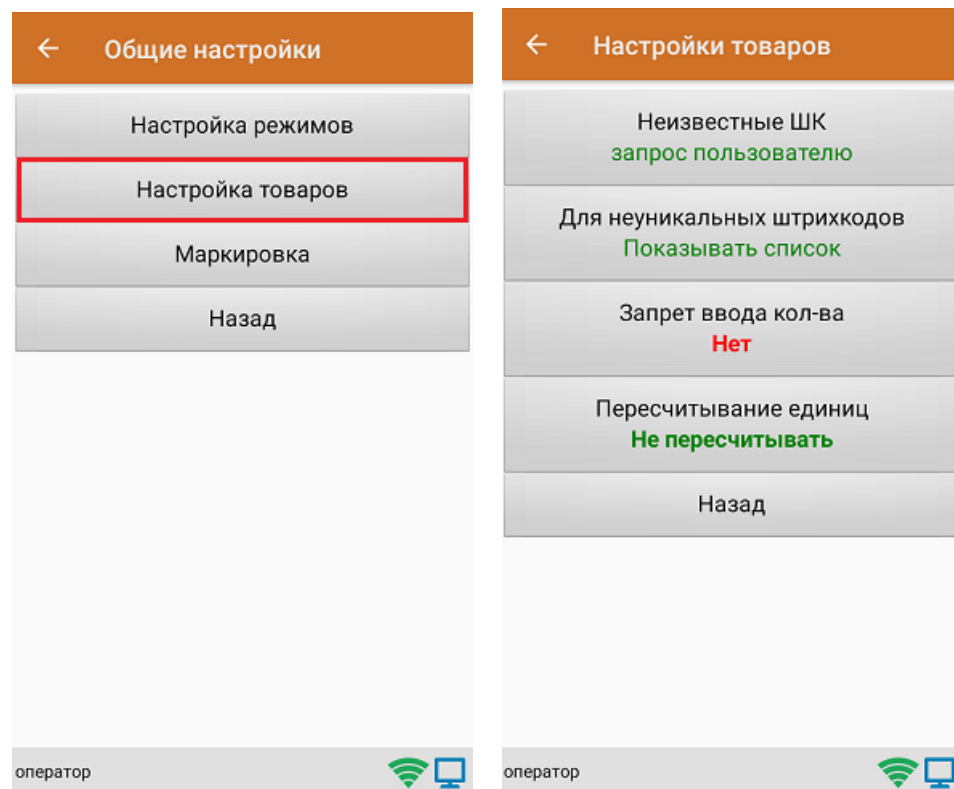 Общие настройки
Настройка режимов
Настройка товаров
Маркировка
Назад
оператор
Настройки товаров
Неизвестные ШК
запрос пользователю
Для неуникальных штрихкодов
Показывать список
Запрет ввода кол-ва
Нет
Пересчитывание единиц
Не пересчитывать
Назад
оператор